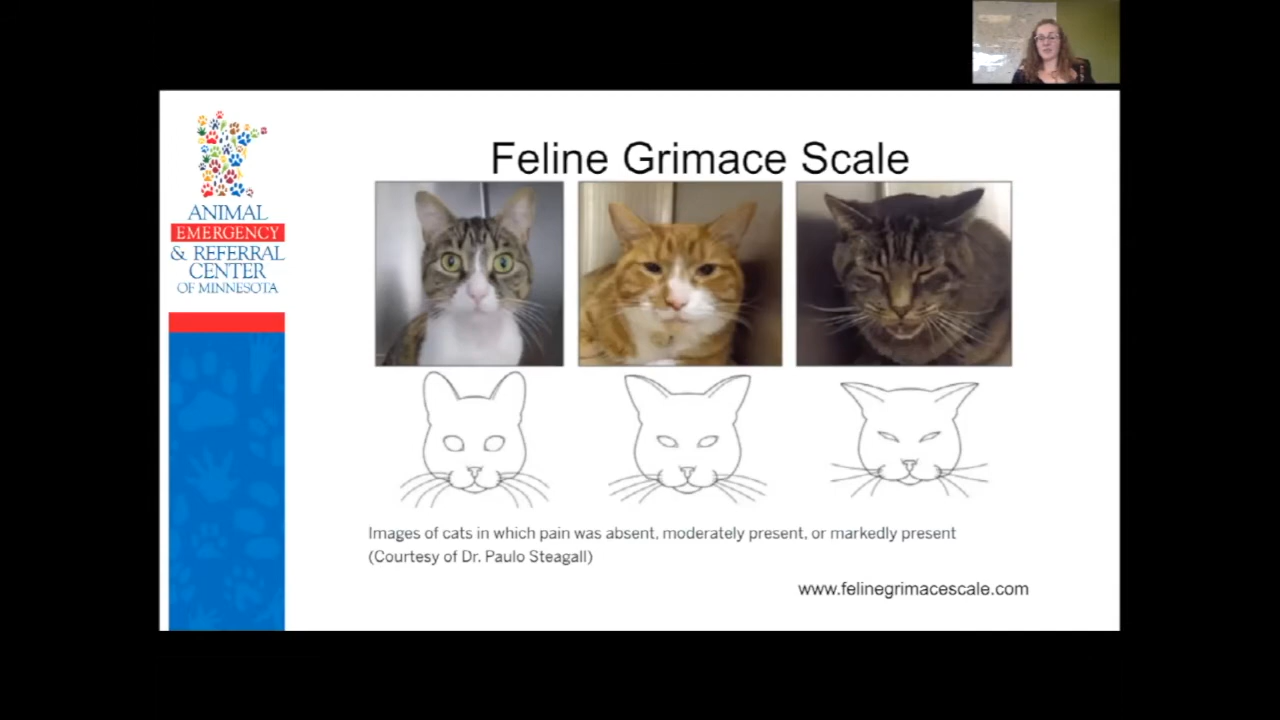 Feline Grimace Scale
ANIMAL
EMERGENCY
& REFERRAL
CENTER
OF MINNESOTA
Images of cats in which pain was absent, moderately present, or markedly present
(Courtesy of Dr. Paulo Steagall)
www.felinegrimacescale.com